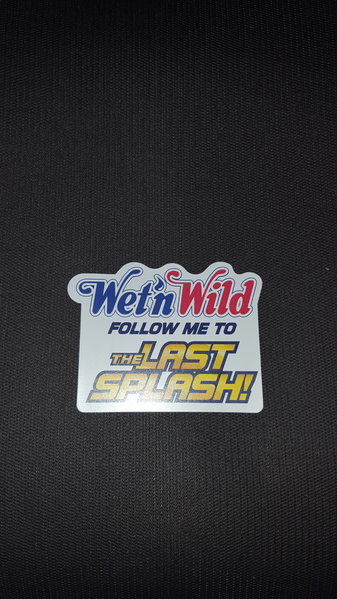 Wet'n Wild
FOLLOW ME TO
THE LAST
SPLASH!